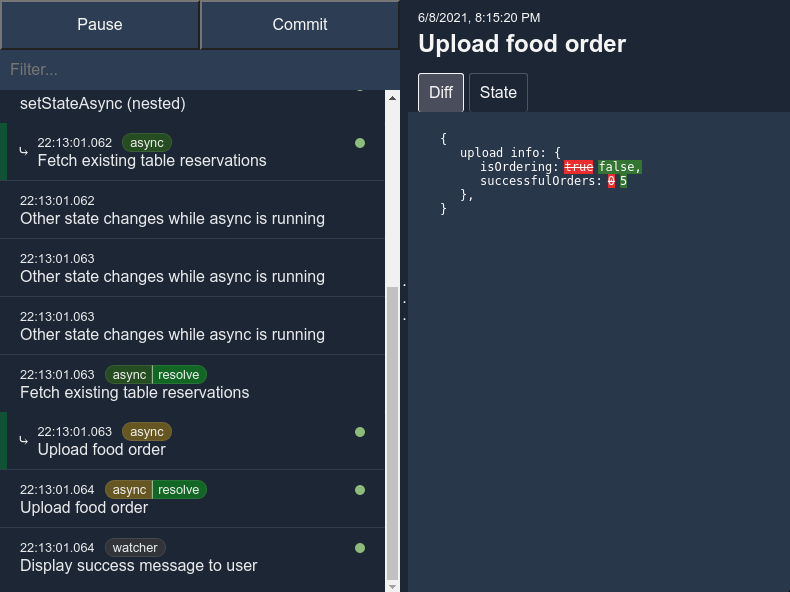 Pause
Commit
Filter...
setStateAsync (nested)
22:13:01.062 async
Fetch existing table reservations
22:13:01.062
Other state changes while async is running
22:13:01.063
Other state changes while async is running
22:13:01.063
Other state changes while async is running
22:13:01.063 async resolve
Fetch existing table reservations
22:13:01.063 async
Upload food order
22:13:01.064 async resolve
Upload food order
22:13:01.064 watcher
Display success message to user
6/8/2021, 8:15:20 PM
Upload food order
Diff
State
{
upload info: {
isOrdering: true false,
successfulOrders: 0 5
},
}